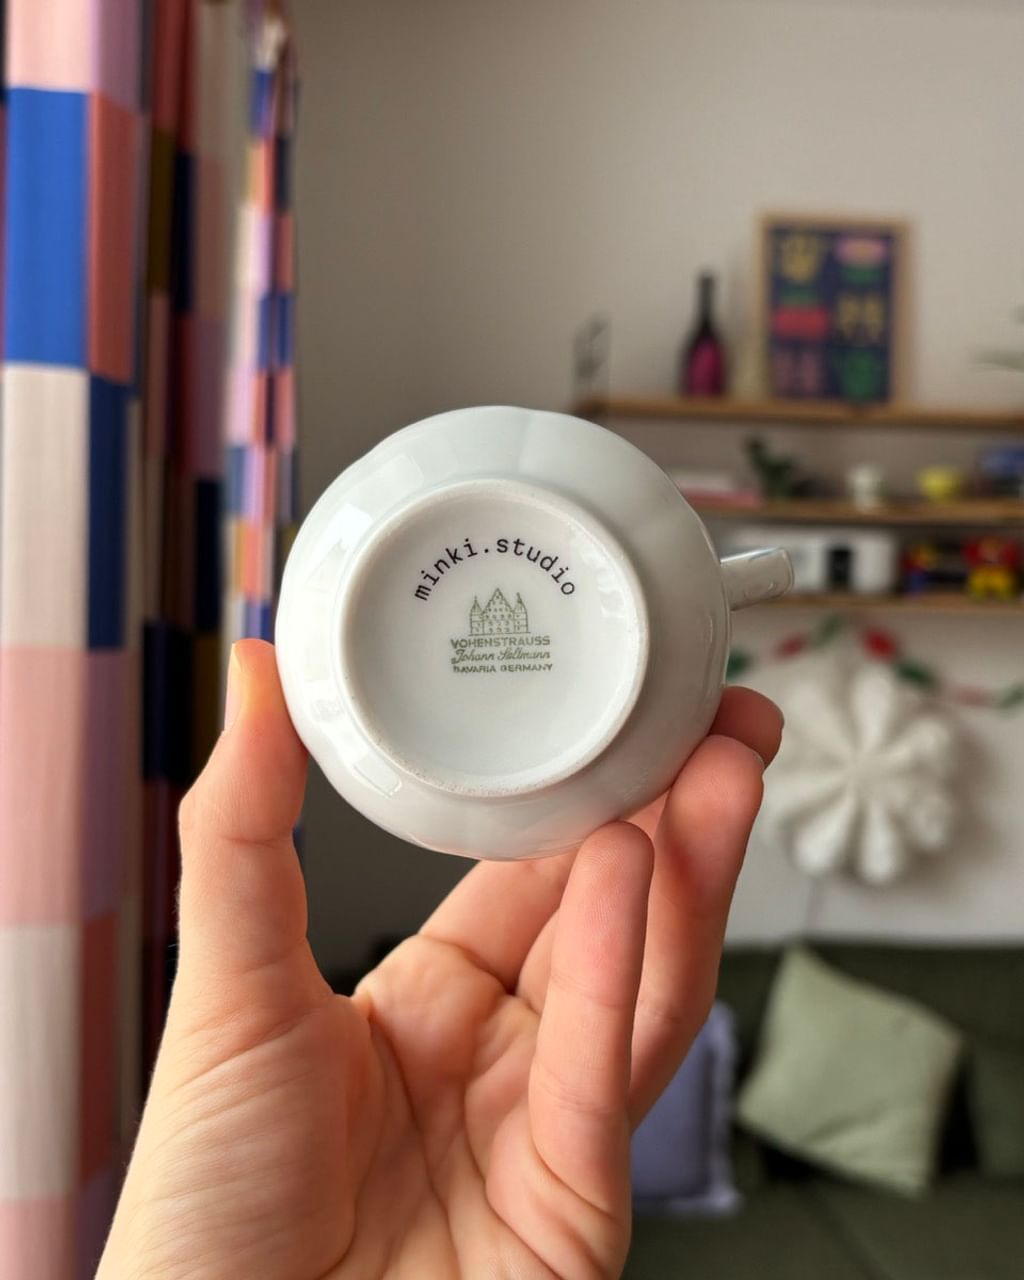 minki.studio
VOHENSTRAUSS
Johann Seltmann
BAVARIA GERMANY